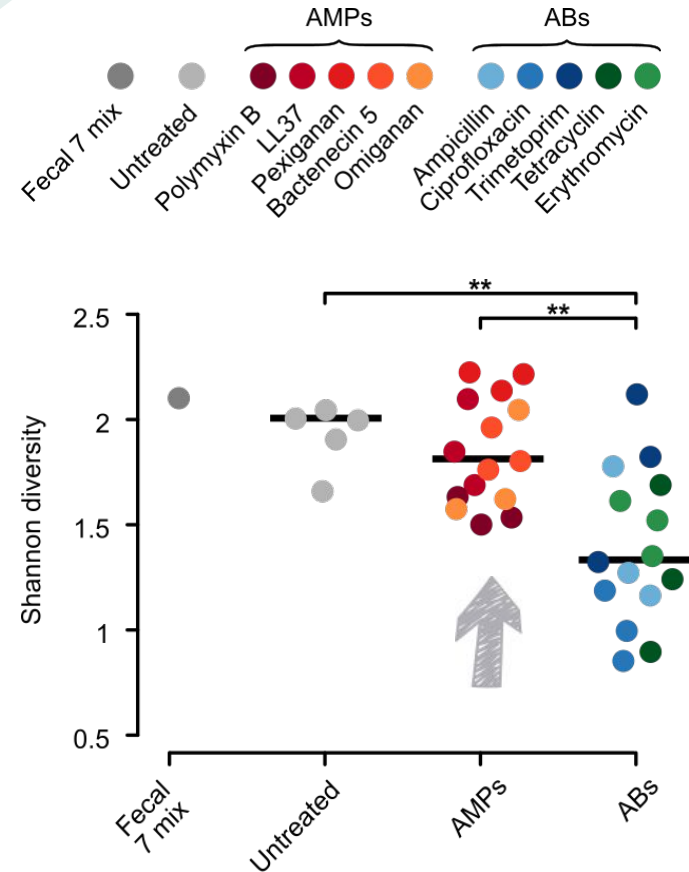 AMPs
ABs
Fecal 7 mix
Untreated
Polymyxin B
LL37
Pexiganan
Bactenecin 5
Omiganan
Ampicillin
Ciprofloxacin
Trimetoprim
Tetracyclin
Erythromycin
**
**
2.5
2
1.5
1
0.5
Shannon diversity
Fecal
7 mix
Untreated
AMPs
ABs